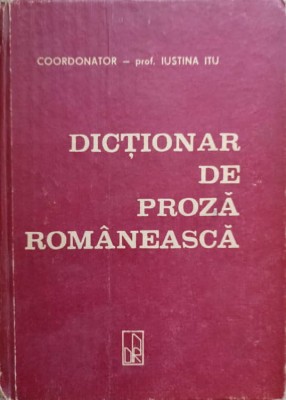 COORDONATOR - prof. IUSTINA ITU
DICȚIONAR
DE
PROZĂ
ROMÂNEASCĂ